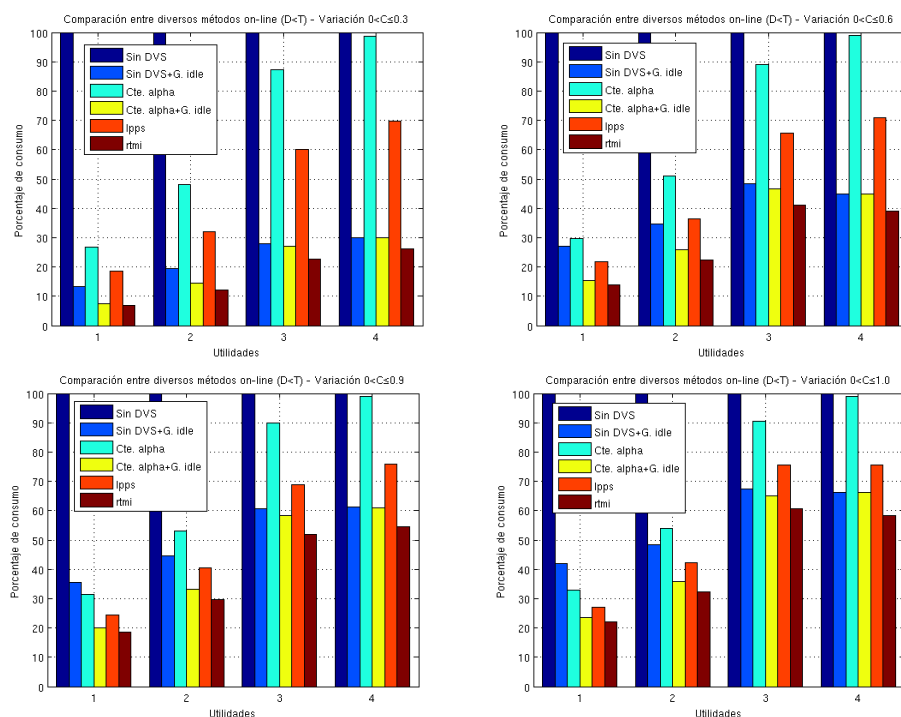 Comparación entre diversos métodos on-line (D<T) - Variación 0<C≤0.3
100
90
80
70
60
50
40
30
20
10
0
Porcentaje de consumo
Sin DVS
Sin DVS+G. idle
Cte. alpha
Cte. alpha+G. idle
lpps
rtmi
1 2 3 4
Utilidades
Comparación entre diversos métodos on-line (D<T) - Variación 0<C≤0.6
100
90
80
70
60
50
40
30
20
10
0
Porcentaje de consumo
Sin DVS
Sin DVS+G. idle
Cte. alpha
Cte. alpha+G. idle
lpps
rtmi
1 2 3 4
Utilidades
Comparación entre diversos métodos on-line (D<T) - Variación 0<C≤0.9
100
90
80
70
60
50
40
30
20
10
0
Porcentaje de consumo
Sin DVS
Sin DVS+G. idle
Cte. alpha
Cte. alpha+G. idle
lpps
rtmi
1 2 3 4
Utilidades
Comparación entre diversos métodos on-line (D<T) - Variación 0<C≤1.0
100
90
80
70
60
50
40
30
20
10
0
Porcentaje de consumo
Sin DVS
Sin DVS+G. idle
Cte. alpha
Cte. alpha+G. idle
lpps
rtmi
1 2 3 4
Utilidades